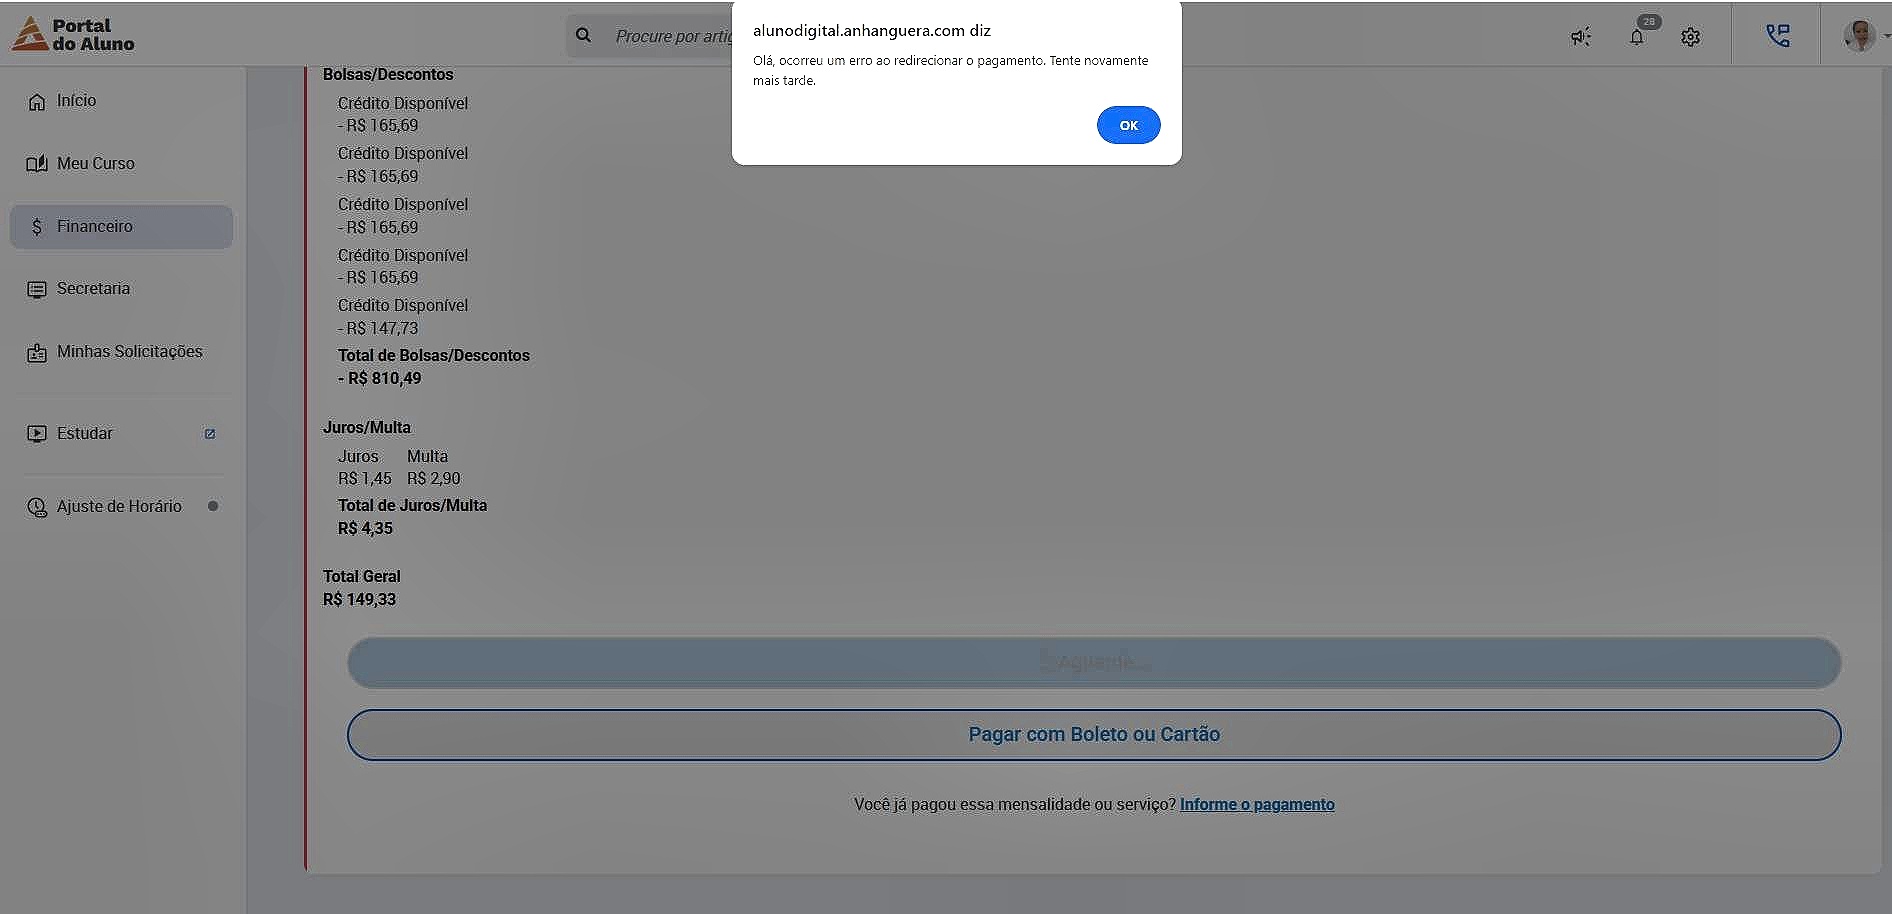 Portal
do Aluno
Procure por artig
28
alunodigital.anhanguera.com diz
Olá, ocorreu um erro ao redirecionar o pagamento. Tente novamente
mais tarde.
OK
Início
Meu Curso
Financeiro
Secretaria
Minhas Solicitações
Estudar
Ajuste de Horário
Bolsas/Descontos
Crédito Disponível
- R$ 165,69
Crédito Disponível
- R$ 165,69
Crédito Disponível
- R$ 165,69
Crédito Disponível
- R$ 165,69
Crédito Disponível
- R$ 147,73
Total de Bolsas/Descontos
- R$ 810,49
Juros/Multa
Juros Multa
R$ 1,45 R$ 2,90
Total de Juros/Multa
R$ 4,35
Total Geral
R$ 149,33
Aguarde...
Pagar com Boleto ou Cartão
Você já pagou essa mensalidade ou serviço? Informe o pagamento